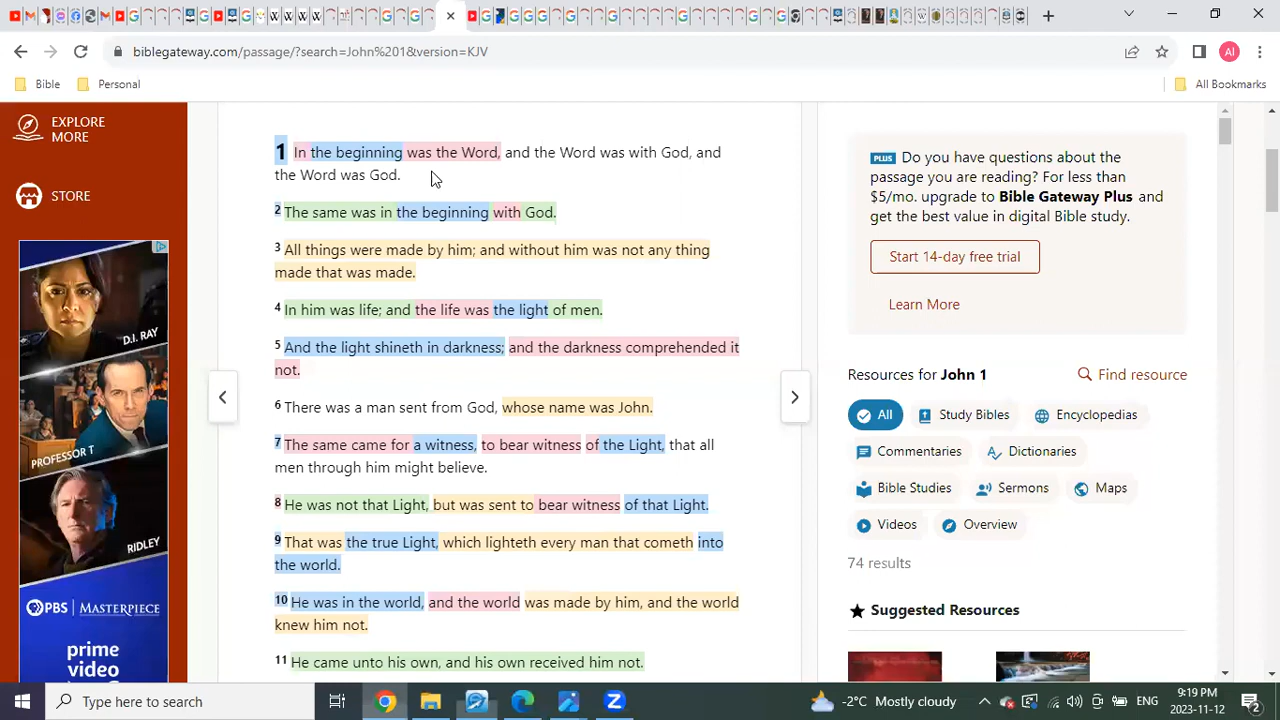 biblegateway.com/passage/?search=John%201&version=KJV
AI
Bible
Personal
All Bookmarks
EXPLORE
MORE
STORE
D.I. RAY
PROFESSOR T
RIDLEY
PBS MASTERPIECE
prime
video
1 In the beginning was the Word, and the Word was with God, and
the Word was God.
2 The same was in the beginning with God.
3 All things were made by him; and without him was not any thing
made that was made.
4 In him was life; and the life was the light of men.
5 And the light shineth in darkness; and the darkness comprehended it
not.
6 There was a man sent from God, whose name was John.
7 The same came for a witness, to bear witness of the Light, that all
men through him might believe.
8 He was not that Light, but was sent to bear witness of that Light.
9 That was the true Light, which lighteth every man that cometh into
the world.
10 He was in the world, and the world was made by him, and the world
knew him not.
11 He came unto his own, and his own received him not.
PLUS Do you have questions about the
passage you are reading? For less than
$5/mo. upgrade to Bible Gateway Plus and
get the best value in digital Bible study.
Start 14-day free trial
Learn More
Resources for John 1
Find resource
All
Study Bibles
Encyclopedias
Commentaries
Dictionaries
Bible Studies
Sermons
Maps
Videos
Overview
74 results
Suggested Resources
Type here to search
-2°C Mostly cloudy
ENG
9:19 PM
2023-11-12
2